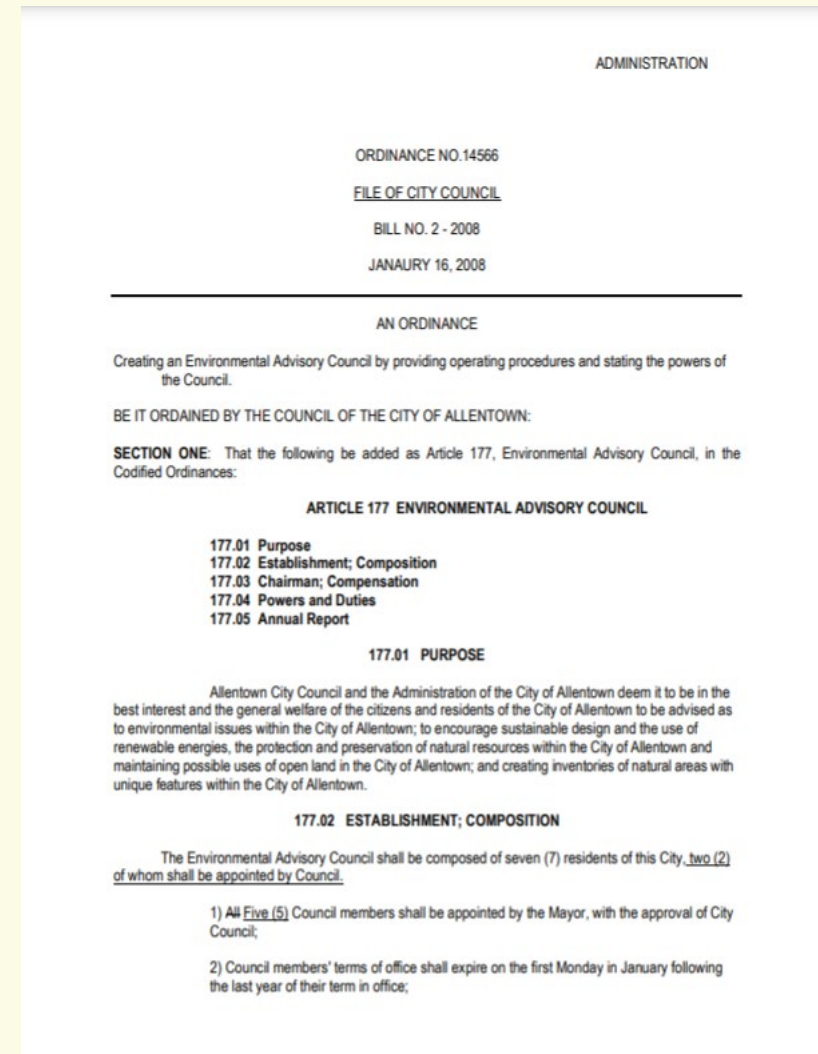 ADMINISTRATION
ORDINANCE NO.14566
FILE OF CITY COUNCIL
BILL NO. 2 - 2008
JANAURY 16, 2008
AN ORDINANCE
Creating an Environmental Advisory Council by providing operating procedures and stating the powers of
the Council.
BE IT ORDAINED BY THE COUNCIL OF THE CITY OF ALLENTOWN:
SECTION ONE: That the following be added as Article 177, Environmental Advisory Council, in the
Codified Ordinances:
ARTICLE 177 ENVIRONMENTAL ADVISORY COUNCIL
177.01 Purpose
177.02 Establishment; Composition
177.03 Chairman; Compensation
177.04 Powers and Duties
177.05 Annual Report
177.01 PURPOSE
Allentown City Council and the Administration of the City of Allentown deem it to be in the
best interest and the general welfare of the citizens and residents of the City of Allentown to be advised as
to environmental issues within the City of Allentown; to encourage sustainable design and the use of
renewable energies, the protection and preservation of natural resources within the City of Allentown and
maintaining possible uses of open land in the City of Allentown; and creating inventories of natural areas with
unique features within the City of Allentown.
177.02 ESTABLISHMENT; COMPOSITION
The Environmental Advisory Council shall be composed of seven (7) residents of this City, two (2)
of whom shall be appointed by Council.
1) All Five (5) Council members shall be appointed by the Mayor, with the approval of City
Council;
2) Council members' terms of office shall expire on the first Monday in January following
the last year of their term in office;